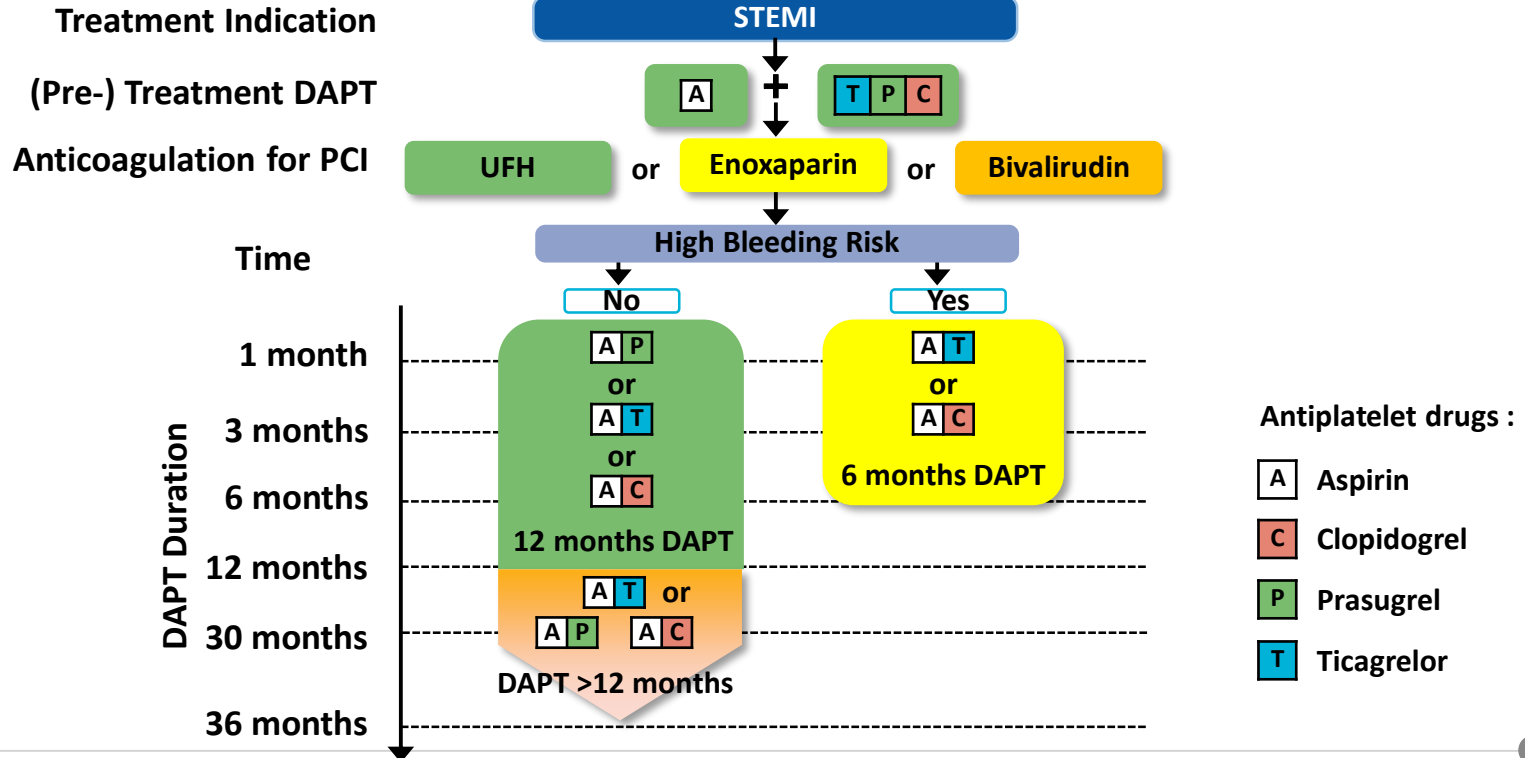 Treatment Indication
STEMI
(Pre-) Treatment DAPT
A + T P C
Anticoagulation for PCI
UFH or Enoxaparin or Bivalirudin
High Bleeding Risk
Time
No Yes
1 month
3 months
6 months
12 months
30 months
36 months
DAPT Duration
A P
or
A T
or
A C
12 months DAPT
A T or
A P A C
DAPT >12 months
A T
or
A C
6 months DAPT
Antiplatelet drugs :
A Aspirin
C Clopidogrel
P Prasugrel
T Ticagrelor